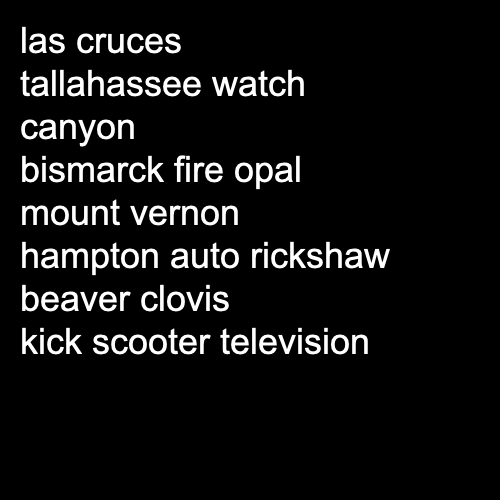 las cruces
tallahassee watch
canyon
bismarck fire opal
mount vernon
hampton auto rickshaw
beaver clovis
kick scooter television